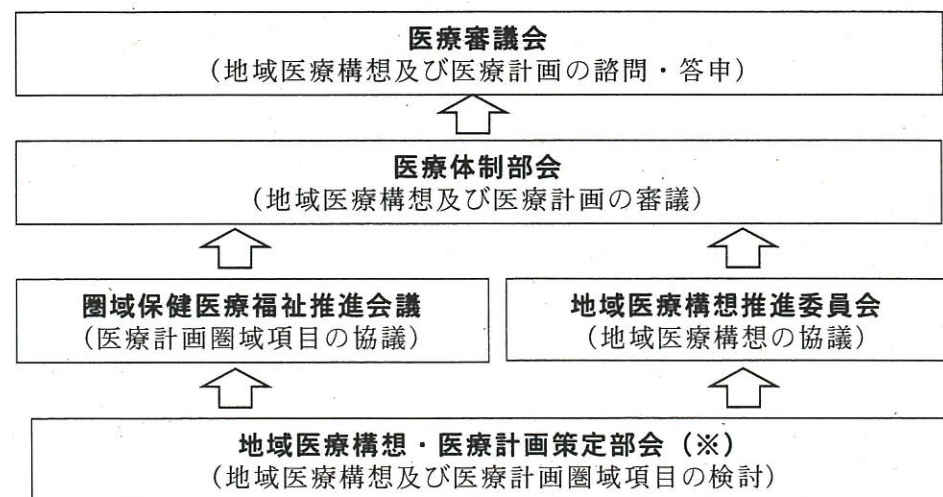 医療審議会
（地域医療構想及び医療計画の諮問・答申）
医療体制部会
（地域医療構想及び医療計画の審議）
圏域保健医療福祉推進会議
（医療計画圏域項目の協議）
地域医療構想推進委員会
（地域医療構想の協議）
地域医療構想・医療計画策定部会（※）
（地域医療構想及び医療計画圏域項目の検討）